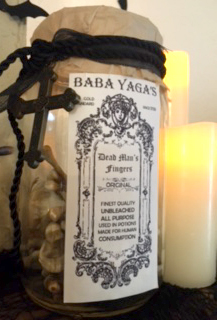 BABA YAGA'S
Dead Man's
Fingers
ORIGINAL
FINEST QUALITY
UNBLEACHED
ALL PURPOSE
USED IN POTIONS
MADE FOR HUMAN
CONSUMPTION